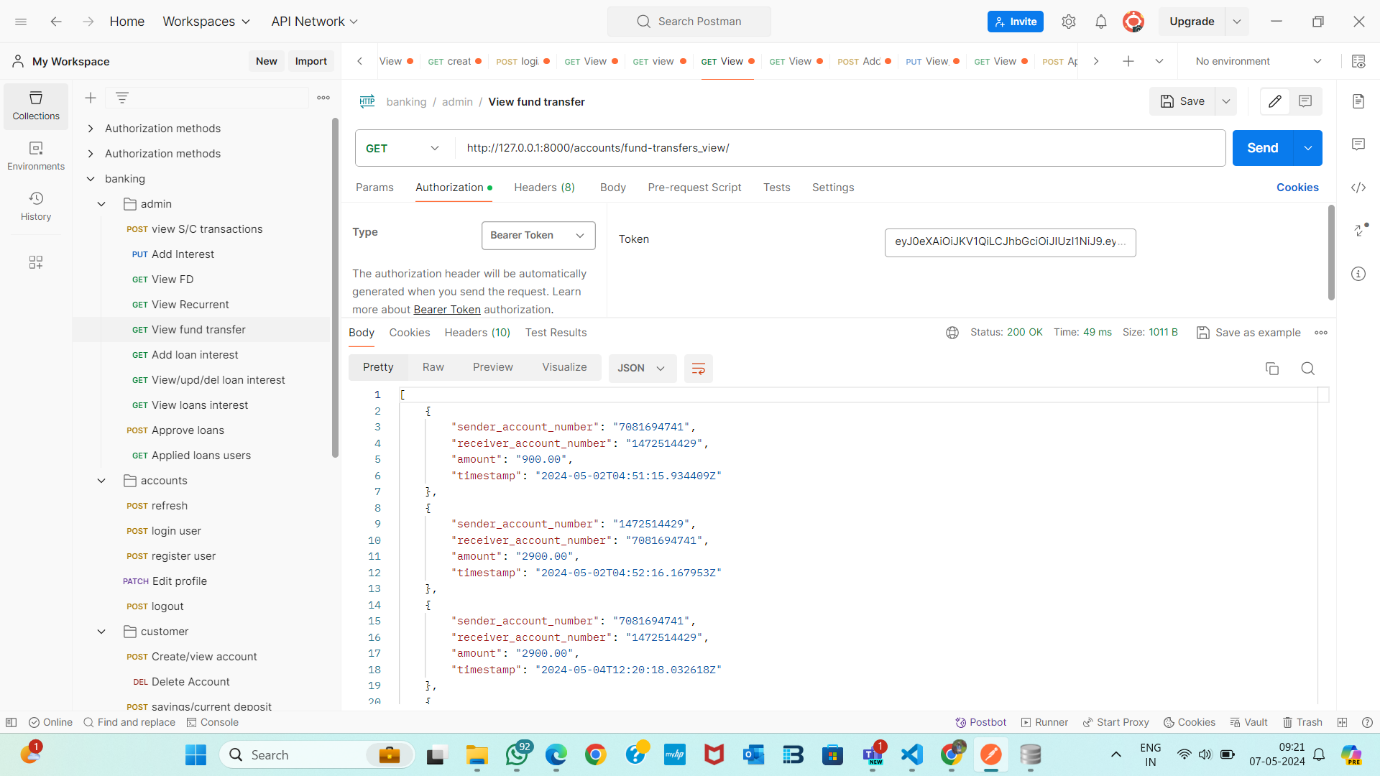 Home Workspaces API Network Search Postman Invite Upgrade
My Workspace New Import View GET creat POST logi GET View GET view GET View GET View POST Adc PUT View GET View POST Ap No environment
Collections
Environments
History
Authorization methods
Authorization methods
banking
admin
POST view S/C transactions
PUT Add Interest
GET View FD
GET View Recurrent
GET View fund transfer
GET Add loan interest
GET View/upd/del loan interest
GET View loans interest
POST Approve loans
GET Applied loans users
accounts
POST refresh
POST login user
POST register user
PATCH Edit profile
POST logout
customer
POST Create/view account
DEL Delete Account
POST savings/current deposit
HTTP banking / admin / View fund transfer Save
GET http://127.0.0.1:8000/accounts/fund-transfers_view/ Send
Params Authorization Headers (8) Body Pre-request Script Tests Settings Cookies
Type Bearer Token Token eyJ0eXAiOiJKV1QiLCJhbGciOiJIUzI1NiJ9.ey...
The authorization header will be automatically
generated when you send the request. Learn
more about Bearer Token authorization.
Body Cookies Headers (10) Test Results Status: 200 OK Time: 49 ms Size: 1011 B Save as example
Pretty Raw Preview Visualize JSON
1 [
2 {
3 "sender_account_number": "7081694741",
4 "receiver_account_number": "1472514429",
5 "amount": "900.00",
6 "timestamp": "2024-05-02T04:51:15.934409Z"
7 },
8 {
9 "sender_account_number": "1472514429",
10 "receiver_account_number": "7081694741",
11 "amount": "2900.00",
12 "timestamp": "2024-05-02T04:52:16.167953Z"
13 },
14 {
15 "sender_account_number": "7081694741",
16 "receiver_account_number": "1472514429",
17 "amount": "2900.00",
18 "timestamp": "2024-05-04T12:20:18.032618Z"
19 },
20 {
Online Find and replace Console Postbot Runner Start Proxy Cookies Vault Trash
1 Search 92 1 NEW ENG IN 09:21 07-05-2024 PRE